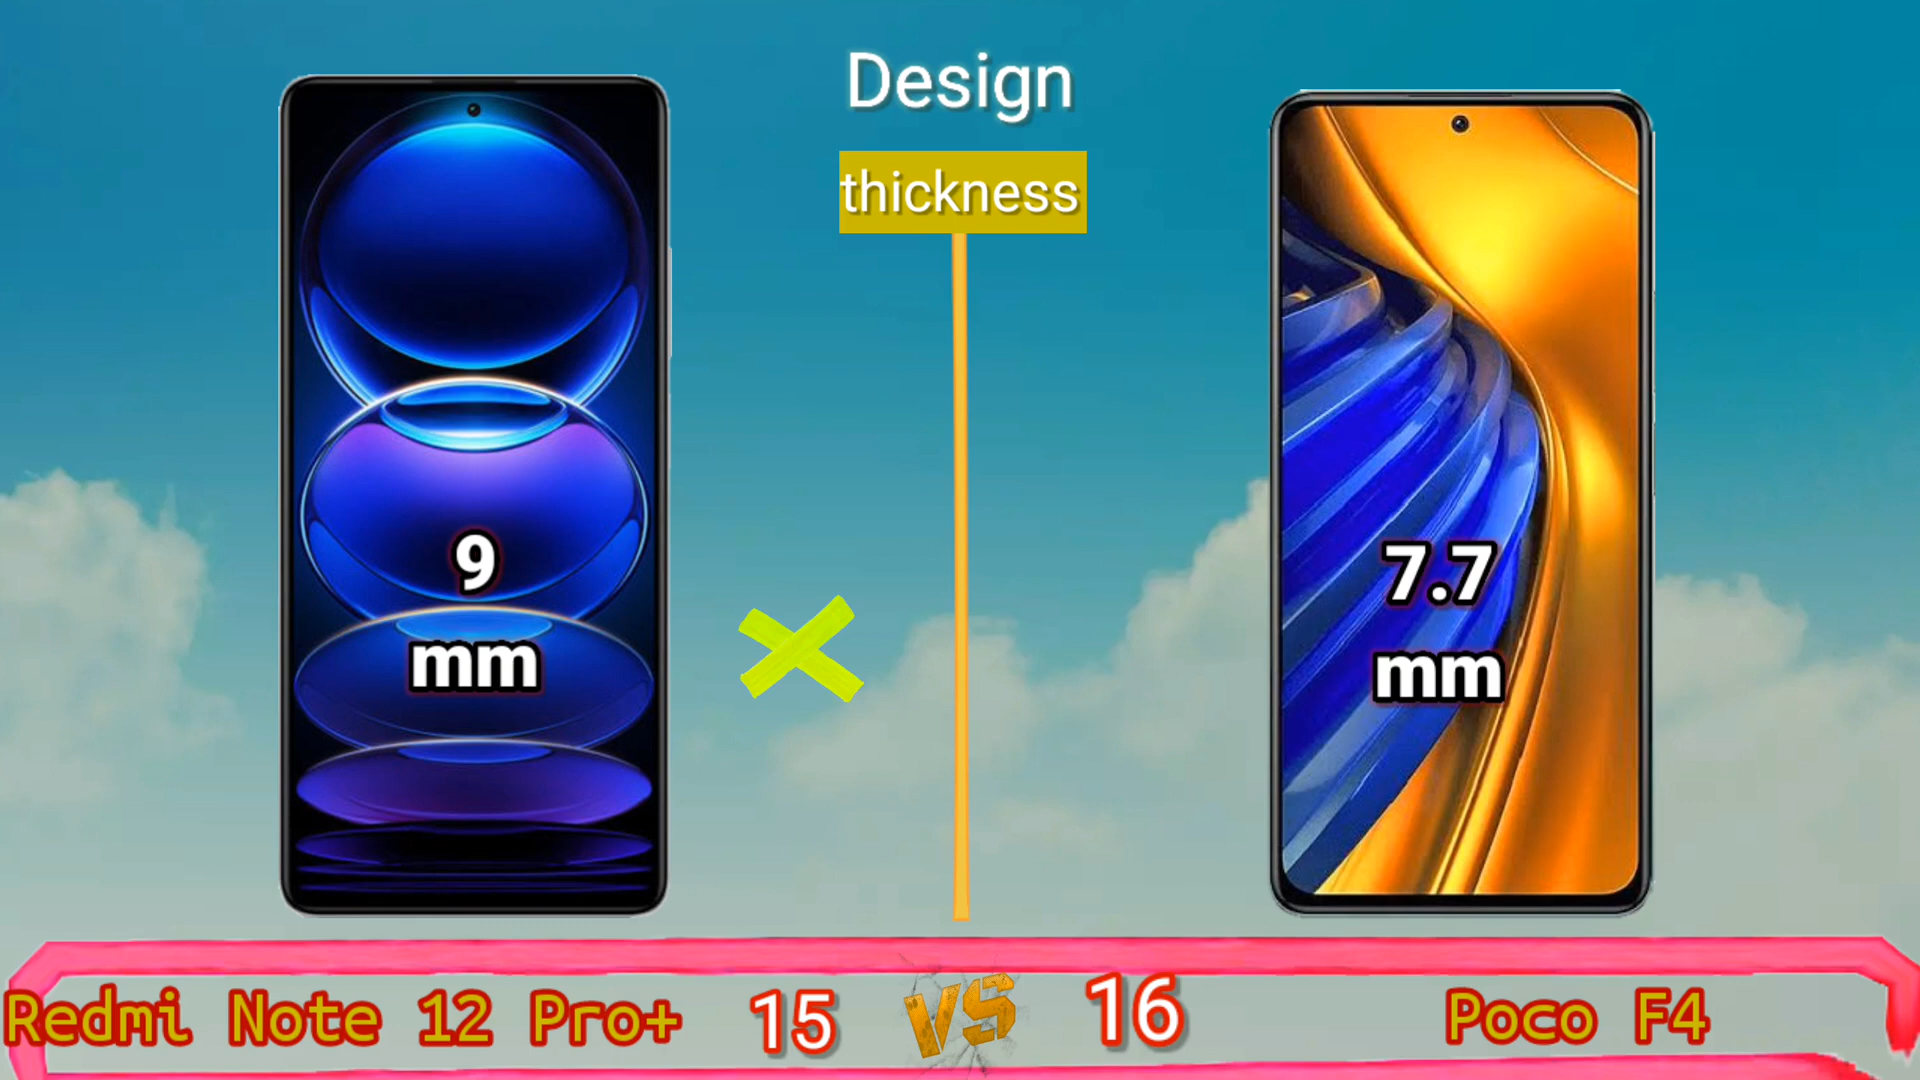 Design
thickness
9
mm
7.7
mm
Redmi Note 12 Pro+ 15 VS 16 Poco F4